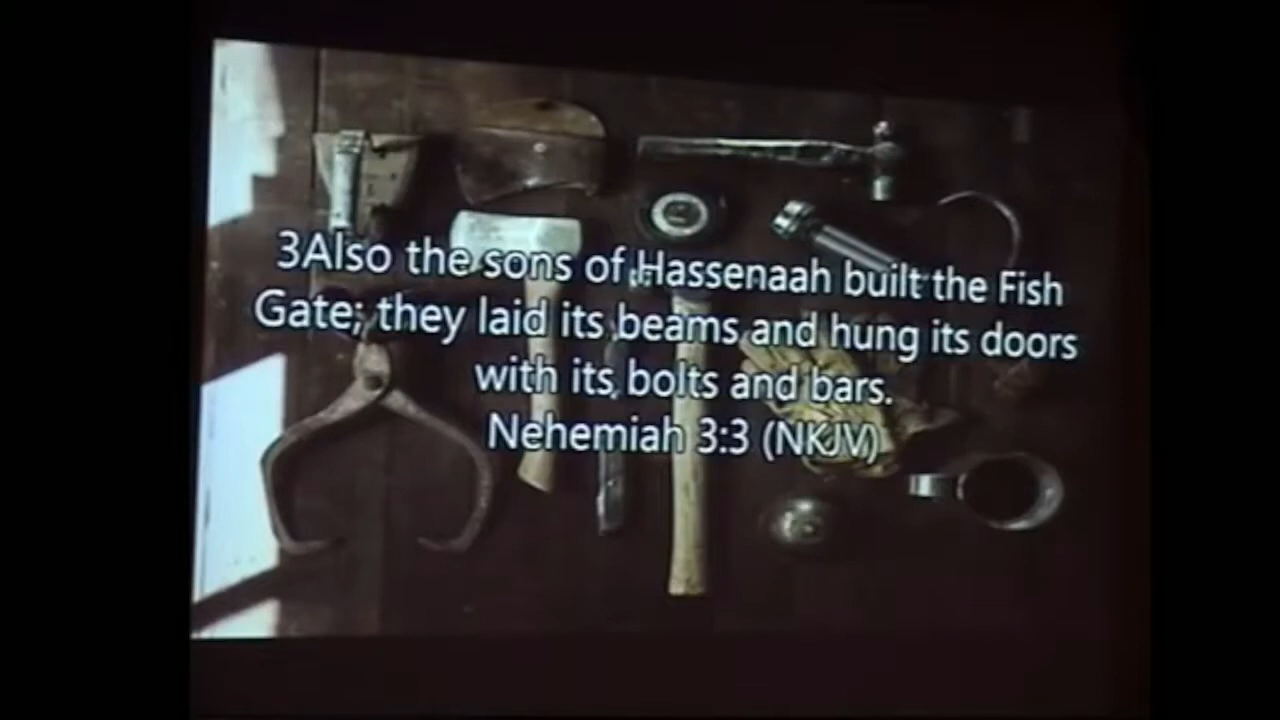 3Also the sons of Hassenaah built the Fish
Gate; they laid its beams and hung its doors
with its bolts and bars.
Nehemiah 3:3 (NKJV)